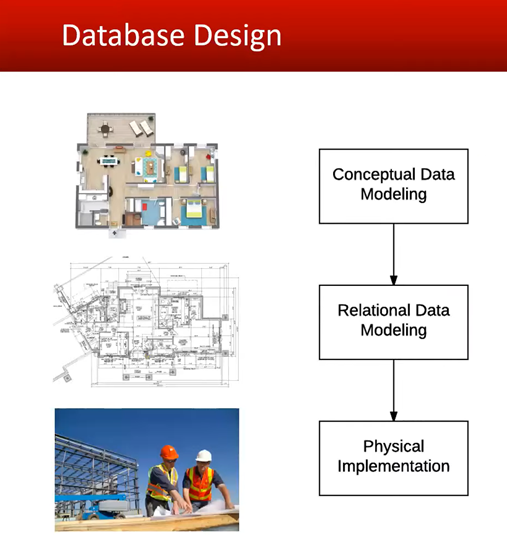 Database Design
Conceptual Data
Modeling
Relational Data
Modeling
Physical
Implementation